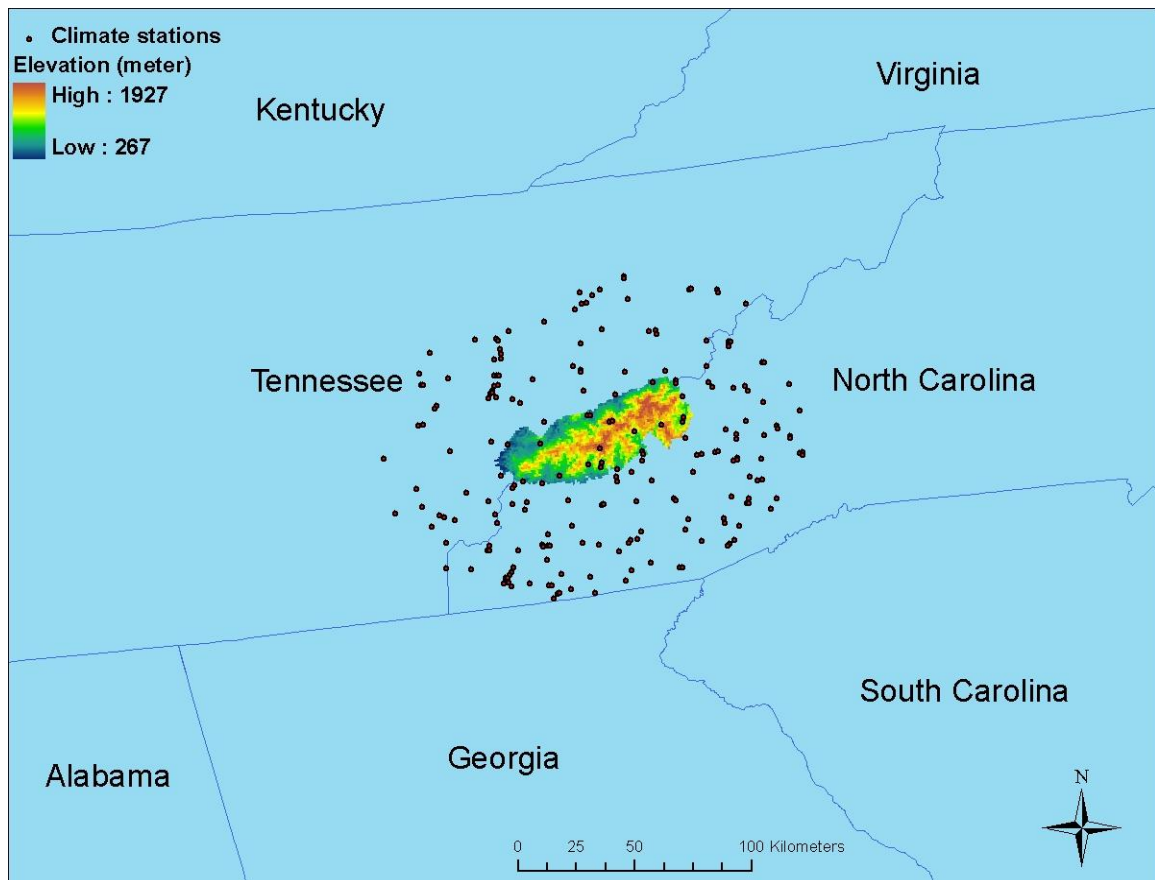 Climate stations
Elevation (meter)
High : 1927
Low : 267
Kentucky
Virginia
Tennessee
North Carolina
South Carolina
Georgia
Alabama
N
0 25 50 100 Kilometers